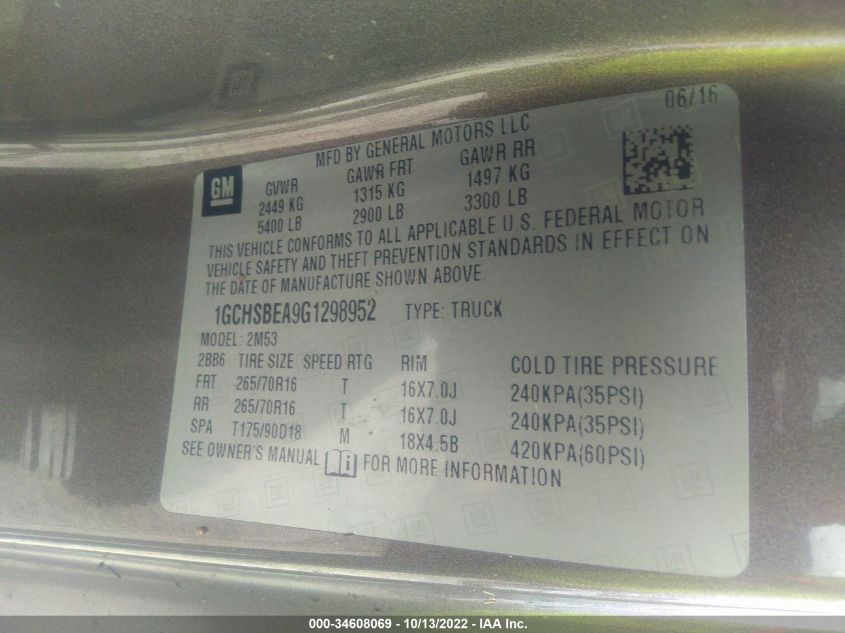 06/16
MFD BY GENERAL MOTORS LLC
GM
GVWR GAWR FRT GAWR RR
2449 KG 1315 KG 1497 KG
5400 LB 2900 LB 3300 LB
THIS VEHICLE CONFORMS TO ALL APPLICABLE U.S. FEDERAL MOTOR
VEHICLE SAFETY AND THEFT PREVENTION STANDARDS IN EFFECT ON
THE DATE OF MANUFACTURE SHOWN ABOVE.
1GCHSBEA9G1298952 TYPE: TRUCK
MODEL: 2M53
2BB6 TIRE SIZE SPEED RTG RIM COLD TIRE PRESSURE
FRT 265/70R16 T 16X7.0J 240KPA(35PSI)
RR 265/70R16 T 16X7.0J 240KPA(35PSI)
SPA T175/90D18 M 18X4.5B 420KPA(60PSI)
SEE OWNER'S MANUAL i FOR MORE INFORMATION
000-34608069 - 10/13/2022 - IAA Inc.